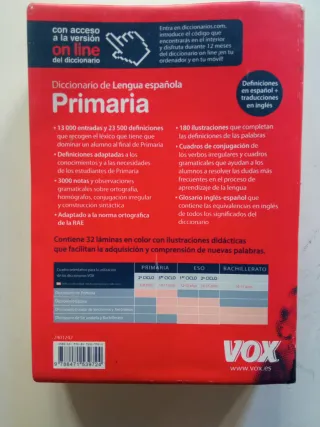 con acceso
a la versión
on line
del diccionario
Entra en diccionarios.com,
introduce el código que
encontrarás en el interior
y disfruta durante 12 meses
del diccionario on line ¡en tu
ordenador y en tu móvil!
Diccionario de Lengua española
Primaria
Definiciones
en español +
traducciones
en inglés
• 13 000 entradas y 23 500 definiciones
que recogen el léxico que tiene que
dominar un alumno al final de Primaria
• Definiciones adaptadas a los
conocimientos y a las necesidades
de los estudiantes de Primaria
• 3000 notas y observaciones
gramaticales sobre ortografía,
homógrafos, conjugación irregular
y construcción sintáctica
• Adaptado a la norma ortográfica
de la RAE
• 180 ilustraciones que completan
las definiciones de las palabras
• Cuadros de conjugación de
los verbos irregulares y cuadros
gramaticales que ayudan a los
alumnos a resolver las dudas más
frecuentes en el proceso de
aprendizaje de la lengua
• Glosario inglés-español que
contiene las equivalencias en inglés
de todos los significados del
diccionario
Contiene 32 láminas en color con ilustraciones didácticas
que facilitan la adquisición y comprensión de nuevas palabras.
PRIMARIA ESO BACHILLERATO
2º CICLO 3er CICLO 1er CICLO 2º CICLO
VOX
www.vox.es